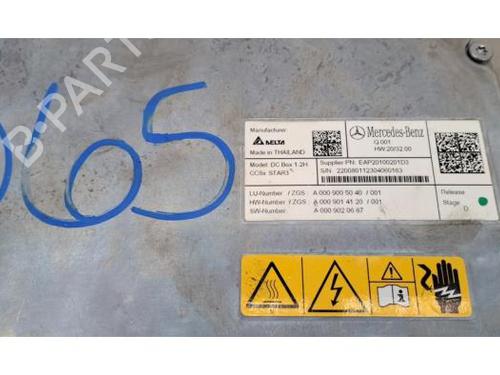 B-Parts
065
Manufacturer
DELTA
Made in THAILAND
Mercedes-Benz
Q 001
HW:20/32.00
Model: DC Box 1.2H
Supplier PN: EAP20100201D3
CCSx: STAR3
S/N: 220080112304060163
LU-Number / ZGS A 000 900 50 40 / 001
HW-Number / ZGS A 000 901 41 20 / 001
SW-Number A 000 902 06 67
Release
Stage
D